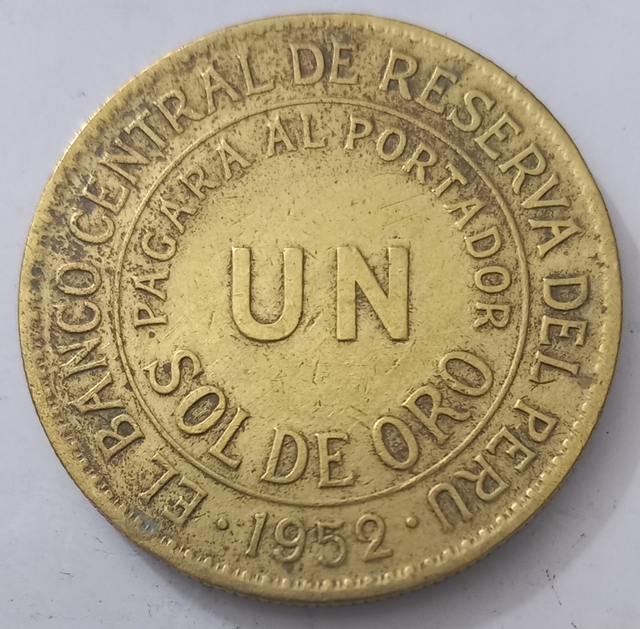 EL BANCO CENTRAL DE RESERVA DEL PERU
PAGARA AL PORTADOR
UN
SOL DE ORO
· 1952 ·